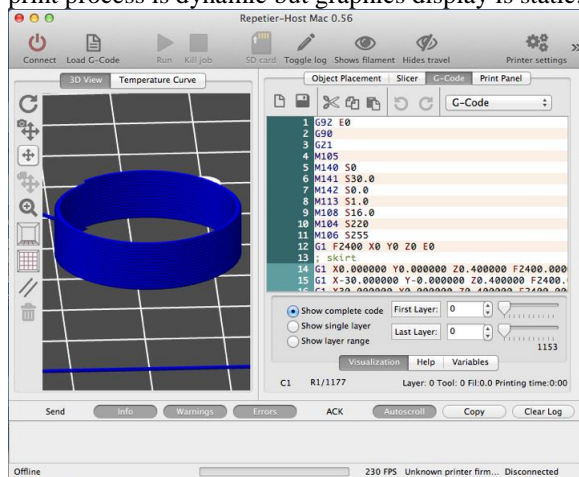 print process is dynamic but graphics display is static.
Repetier-Host Mac 0.56
Connect Load G-Code Run Kill job SD card Toggle log Shows filament Hides travel Printer settings »
3D View Temperature Curve
Object Placement Slicer G-Code Print Panel
G-Code
1 G92 E0
2 G90
3 G21
4 M105
5 M140 S0
6 M141 S30.0
7 M142 S0.0
8 M113 S1.0
9 M108 S16.0
10 M104 S220
11 M106 S255
12 G1 F2400 X0 Y0 Z0 E0
13 ; skirt
14 G1 X0.000000 Y0.000000 Z0.400000 F2400.000
15 G1 X-30.000000 Y-0.000000 Z0.400000 F2400.
Show complete code First Layer: 0
Show single layer
Last Layer: 0
Show layer range
1153
Visualization Help Variables
C1 R1/1177 Layer: 0 Tool: 0 Fil:0.0 Printing time:0:00
Send Info Warnings Errors ACK Autoscroll Copy Clear Log
Offline 230 FPS Unknown printer firm... Disconnected